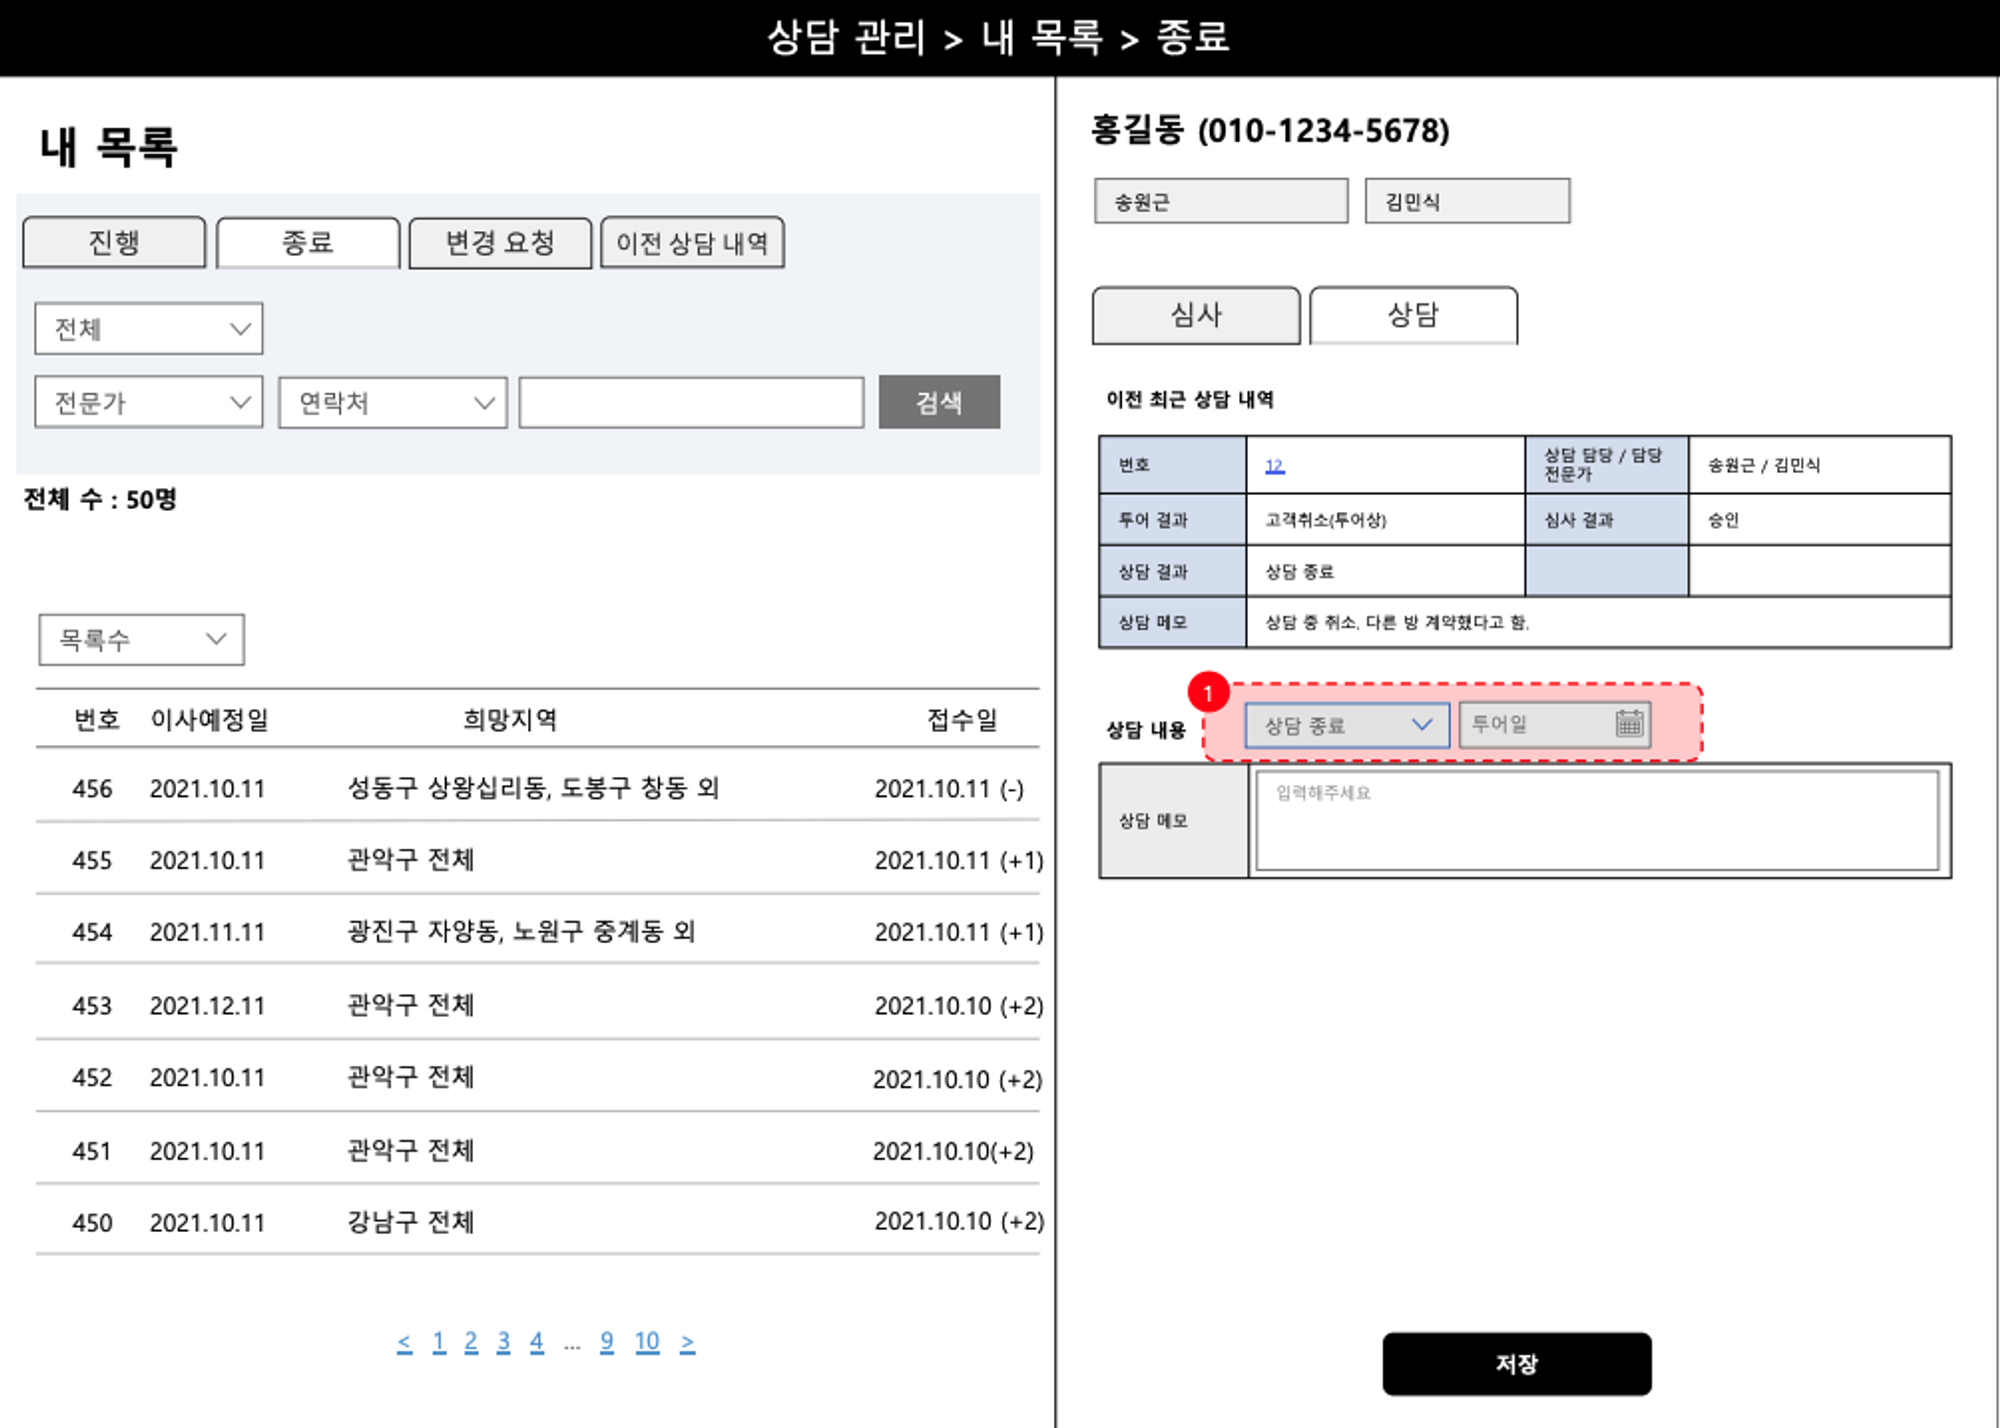 상담 관리 > 내 목록 > 종료
내 목록
진행 종료 변경 요청 이전 상담 내역
전체
전문가 연락처 검색
전체 수 : 50명
목록수
번호 이사예정일 희망지역 접수일
456 2021.10.11 성동구 상왕십리동, 도봉구 창동 외 2021.10.11 (-)
455 2021.10.11 관악구 전체 2021.10.11 (+1)
454 2021.11.11 광진구 자양동, 노원구 중계동 외 2021.10.11 (+1)
453 2021.12.11 관악구 전체 2021.10.10 (+2)
452 2021.10.11 관악구 전체 2021.10.10 (+2)
451 2021.10.11 관악구 전체 2021.10.10(+2)
450 2021.10.11 강남구 전체 2021.10.10 (+2)
< 1 2 3 4 ... 9 10 >
홍길동 (010-1234-5678)
송원근 김민식
심사 상담
이전 최근 상담 내역
번호 12 상담 담당 / 담당
전문가 송원근 / 김민식
투어 결과 고객취소(투어상) 심사 결과 승인
상담 결과 상담 종료
상담 메모 상담 중 취소. 다른 방 계약했다고 함.
1
상담 내용 상담 종료 투어일
상담 메모 입력해주세요
저장